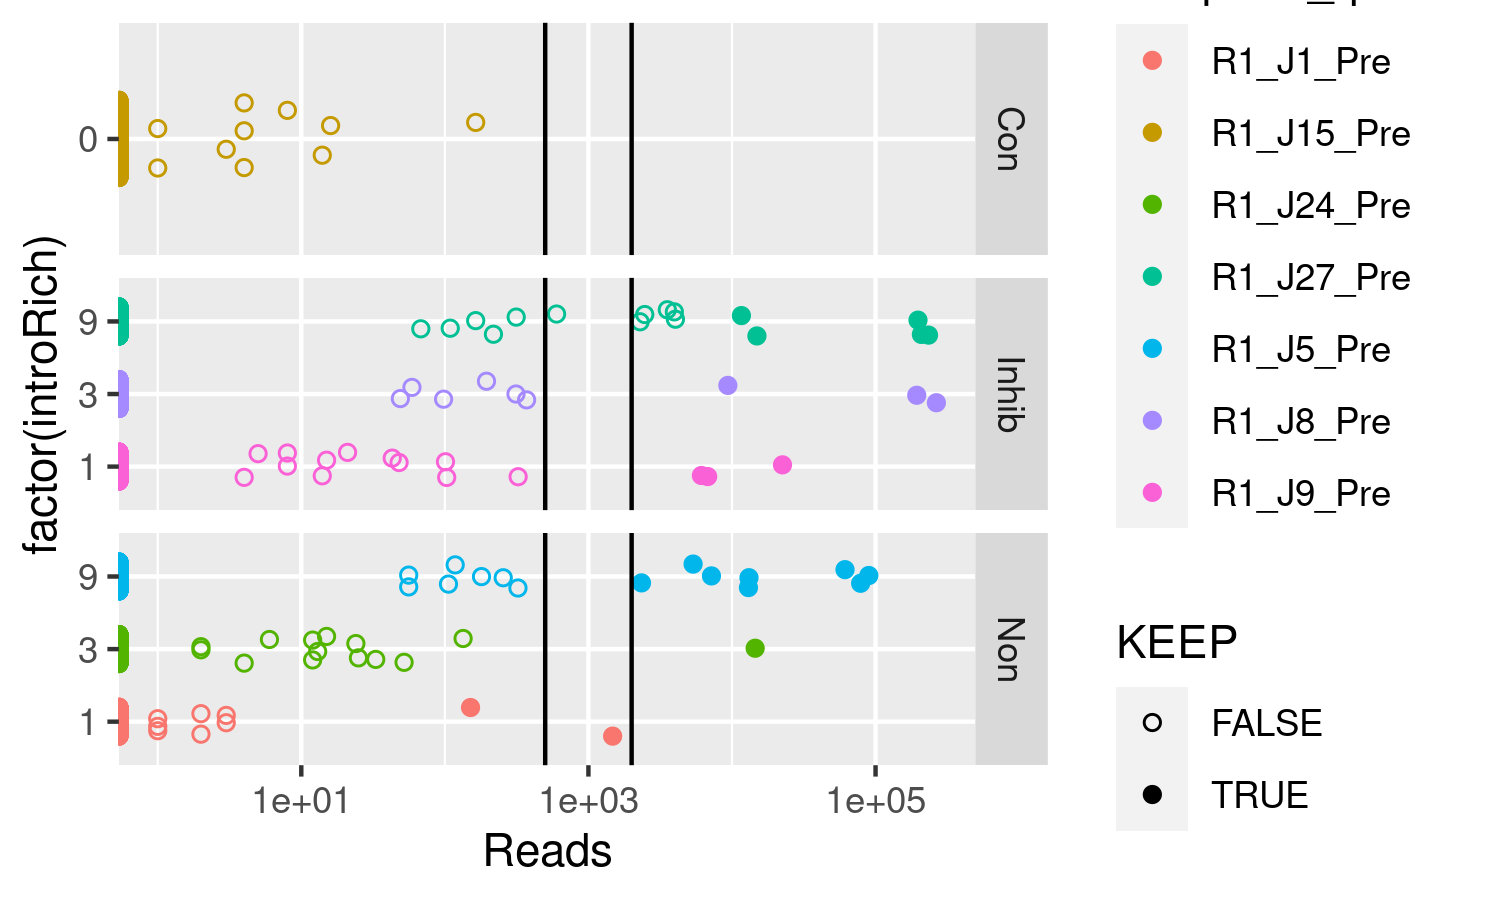 R1_J1_Pre
R1_J15_Pre
R1_J24_Pre
R1_J27_Pre
R1_J5_Pre
R1_J8_Pre
R1_J9_Pre
KEEP
FALSE
TRUE
factor(introRich)
0
Con
9
3
1
Inhib
9
3
1
Non
1e+01 1e+03 1e+05
Reads